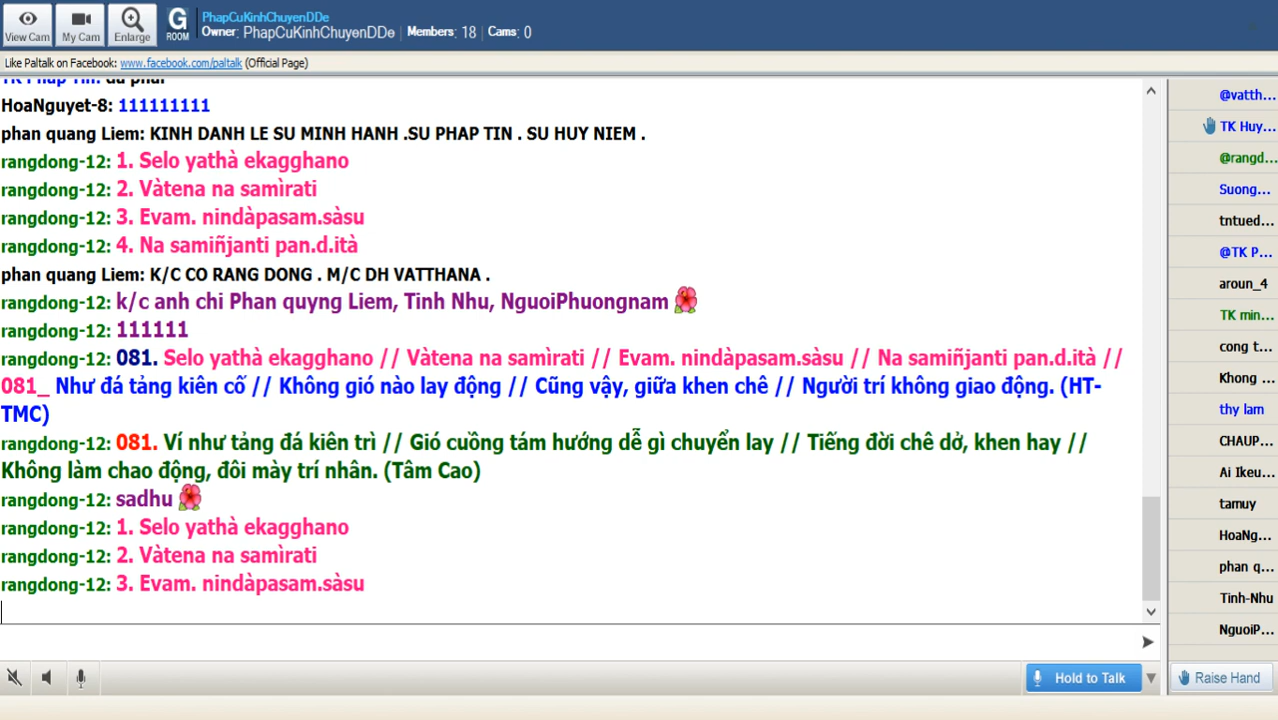 PhapCuKinhChuyenDDe
View Cam My Cam Enlarge G ROOM Owner: PhapCuKinhChuyenDDe Members: 18 Cams: 0
Like Paltalk on Facebook: www.facebook.com/paltalk (Official Page)
HoaNguyet-8: 111111111
phan quang Liem: KINH DANH LE SU MINH HANH .SU PHAP TIN . SU HUY NIEM .
rangdong-12: 1. Selo yathà ekagghano
rangdong-12: 2. Vàtena na samìrati
rangdong-12: 3. Evam. nindàpasam.sàsu
rangdong-12: 4. Na samiñjanti pan.d.ità
phan quang Liem: K/C CO RANG DONG . M/C DH VATTHANA .
rangdong-12: k/c anh chi Phan quyng Liem, Tinh Nhu, NguoiPhuongnam
rangdong-12: 111111
rangdong-12: 081. Selo yathà ekagghano // Vàtena na samìrati // Evam. nindàpasam.sàsu // Na samiñjanti pan.d.ità //
081_ Như đá tảng kiên cố // Không gió nào lay động // Cũng vậy, giữa khen chê // Người trí không giao động. (HT-
TMC)
rangdong-12: 081. Ví như tảng đá kiên trì // Gió cuồng tám hướng dễ gì chuyển lay // Tiếng đời chê dở, khen hay //
Không làm chao động, đôi mày trí nhân. (Tâm Cao)
rangdong-12: sadhu
rangdong-12: 1. Selo yathà ekagghano
rangdong-12: 2. Vàtena na samìrati
rangdong-12: 3. Evam. nindàpasam.sàsu
@vatth...
TK Huy...
@rangd...
Suong...
tntued...
@TK P...
aroun_4
TK min...
cong t...
Khong ...
thy lam
CHAUP...
Ai Ikeu...
tamuy
HoaNg...
phan q...
Tinh-Nhu
NguoiP...
Hold to Talk
Raise Hand